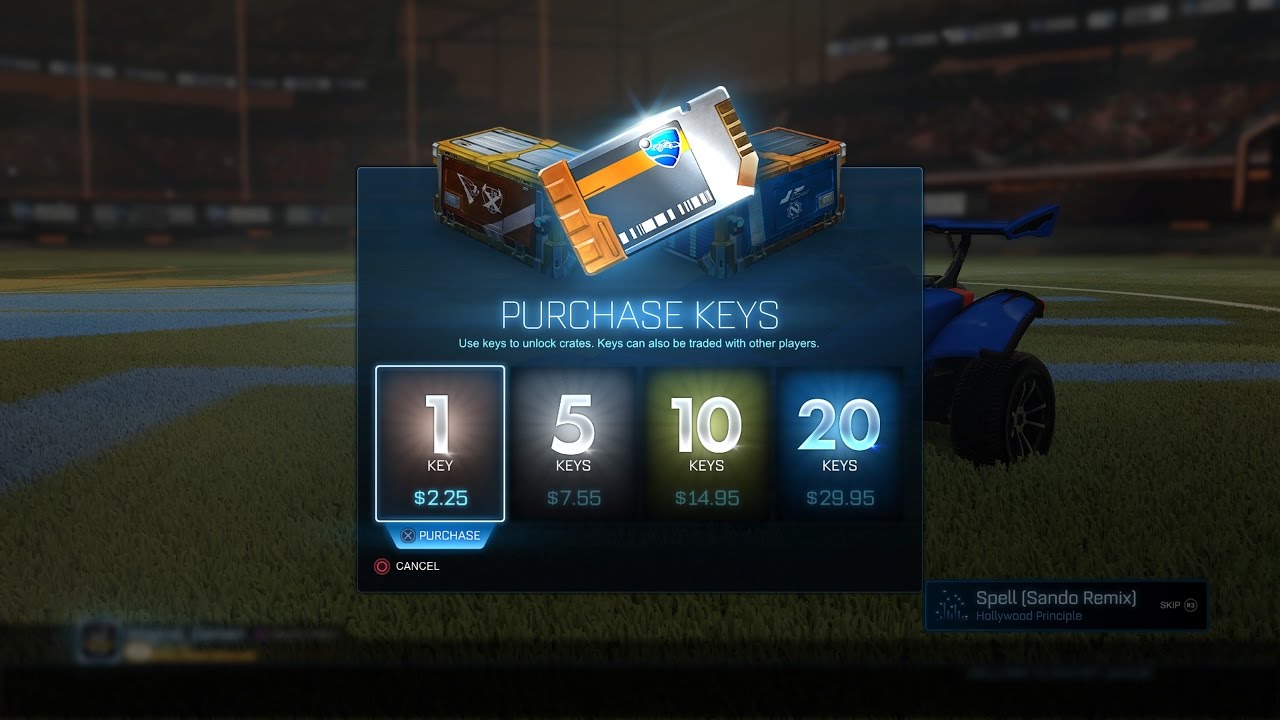 PURCHASE KEYS
Use keys to unlock crates. Keys can also be traded with other players.
1
KEY
$2.25
5
KEYS
$7.55
10
KEYS
$14.95
20
KEYS
$29.95
PURCHASE
CANCEL
Spell (Sando Remix)
Hollywood Principle
SKIP R3